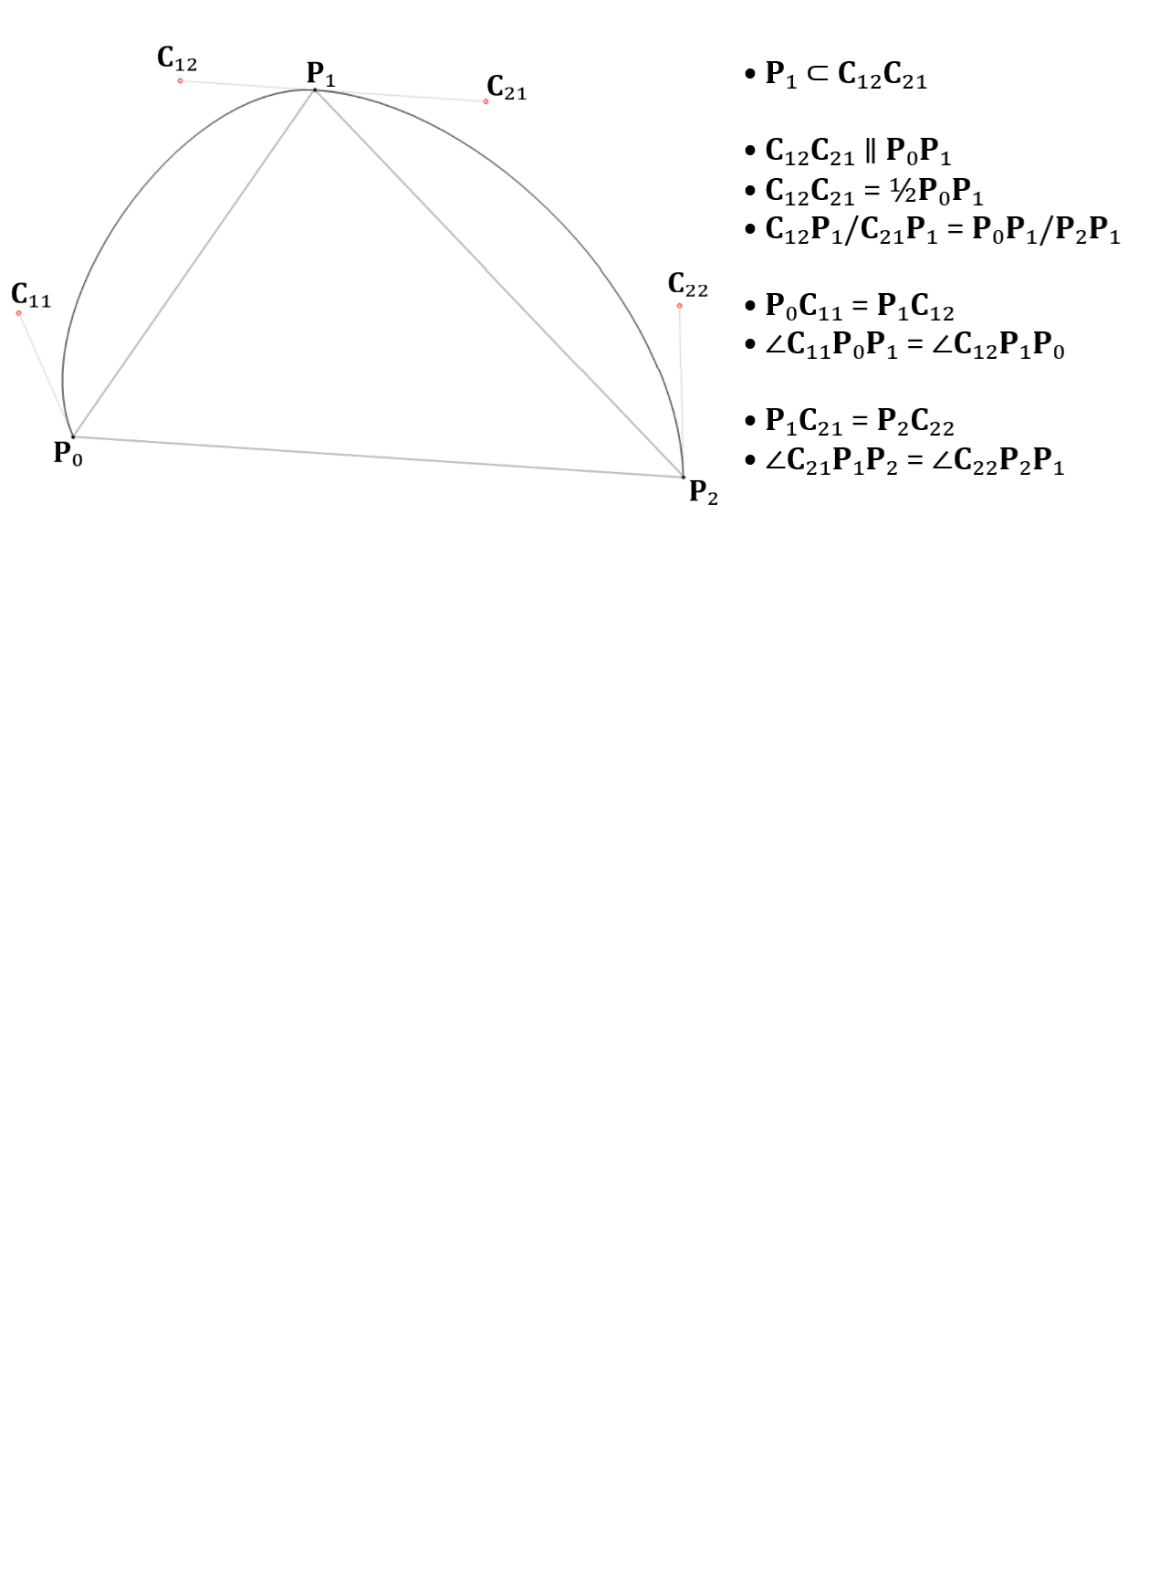 C₁₂
P₁
C₂₁
C₁₁
C₂₂
P₀
P₂
• P₁ ⊂ C₁₂C₂₁
• C₁₂C₂₁ ∥ P₀P₁
• C₁₂C₂₁ = ½P₀P₁
• C₁₂P₁/C₂₁P₁ = P₀P₁/P₂P₁
• P₀C₁₁ = P₁C₁₂
• ∠C₁₁P₀P₁ = ∠C₁₂P₁P₀
• P₁C₂₁ = P₂C₂₂
• ∠C₂₁P₁P₂ = ∠C₂₂P₂P₁